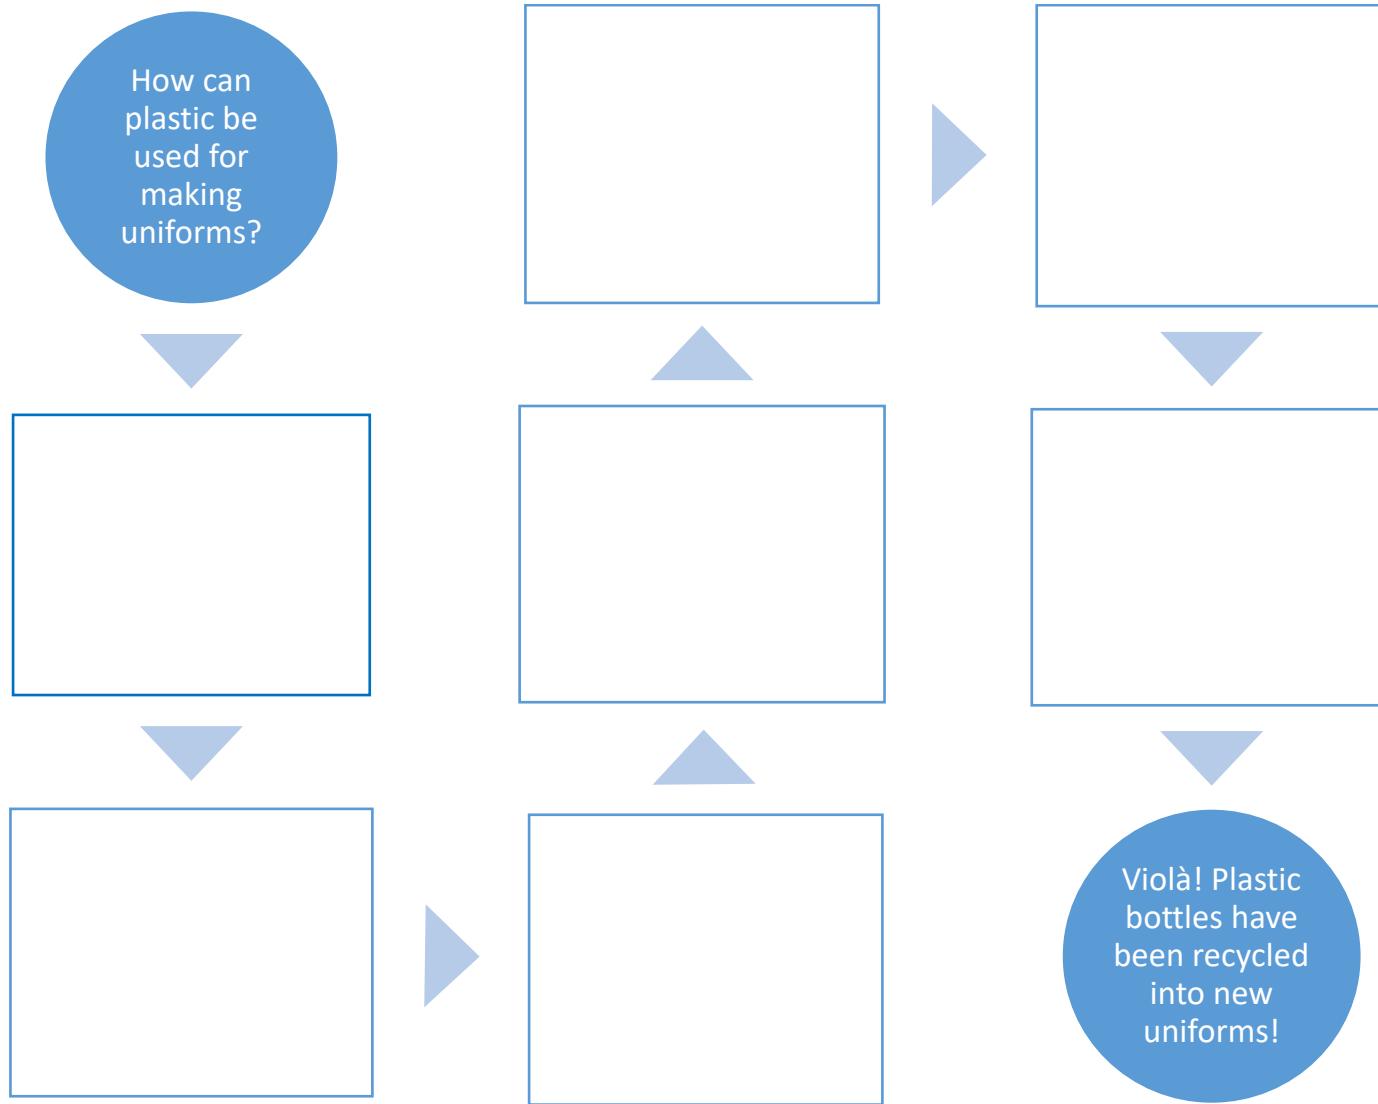 How can
plastic be
used for
making
uniforms?
Violà! Plastic
bottles have
been recycled
into new
uniforms!